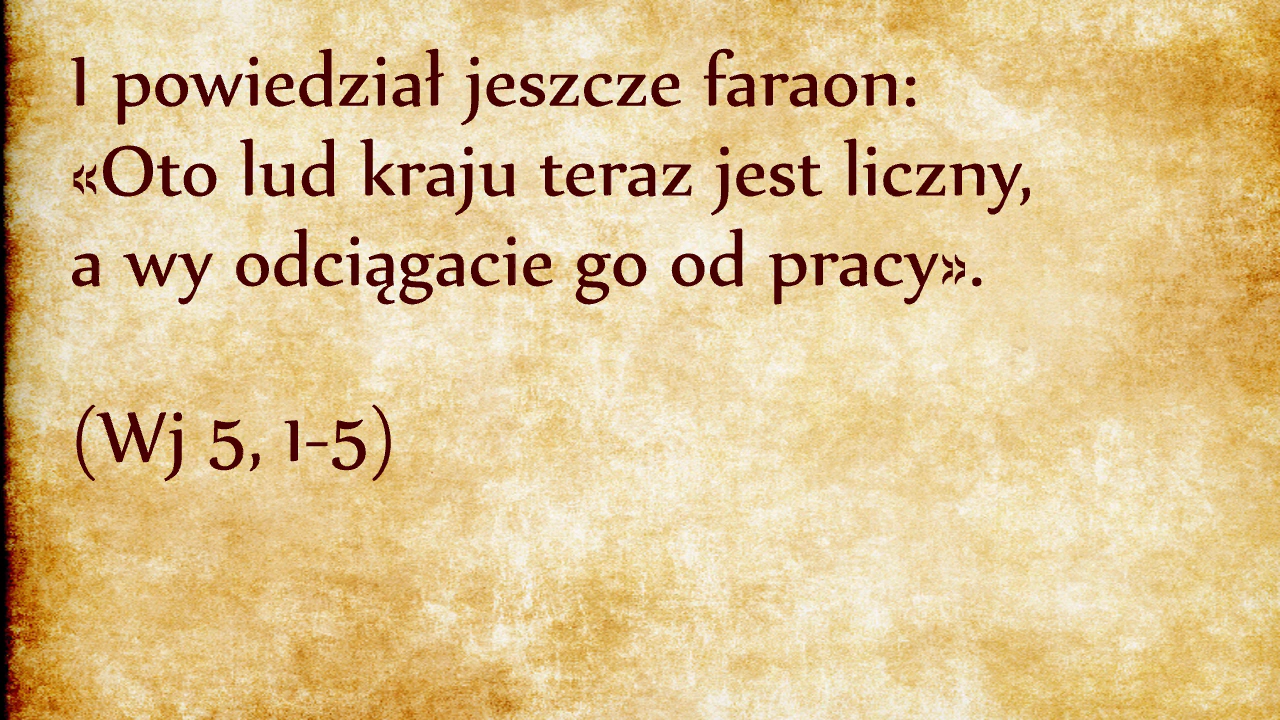 I powiedział jeszcze faraon:
«Oto lud kraju teraz jest liczny,
a wy odciągacie go od pracy».
(Wj 5, 1-5)